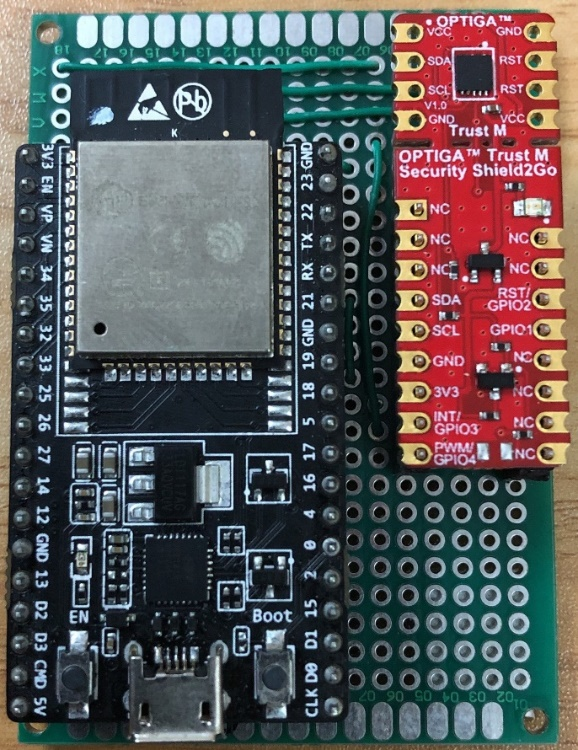 18 17 16 15 14 13 12 11 10 09 08 07 06
X
OPTIGA™
VCC GND
SDA RST
SCL RST
V1.0
GND VCC
Trust M
OPTIGA™ Trust M
Security Shield2Go
NC
NC NC
NC NC
SDA RST/
GPIO2
SCL GPIO1
GND NC
3V3 NC
INT/
GPIO3 NC
PWM/
GPIO4 NC
K
3V3 GND
EN 23
VP 22
VN TX
34 RX
35 21
32 GND
33 19
25 18
26 5
27 17
14 16
12 4
GND 0
13 2
D2 15
D3 D1
CMD D0
5V CLK
EN Boot
07 06 05 04 03 02 01